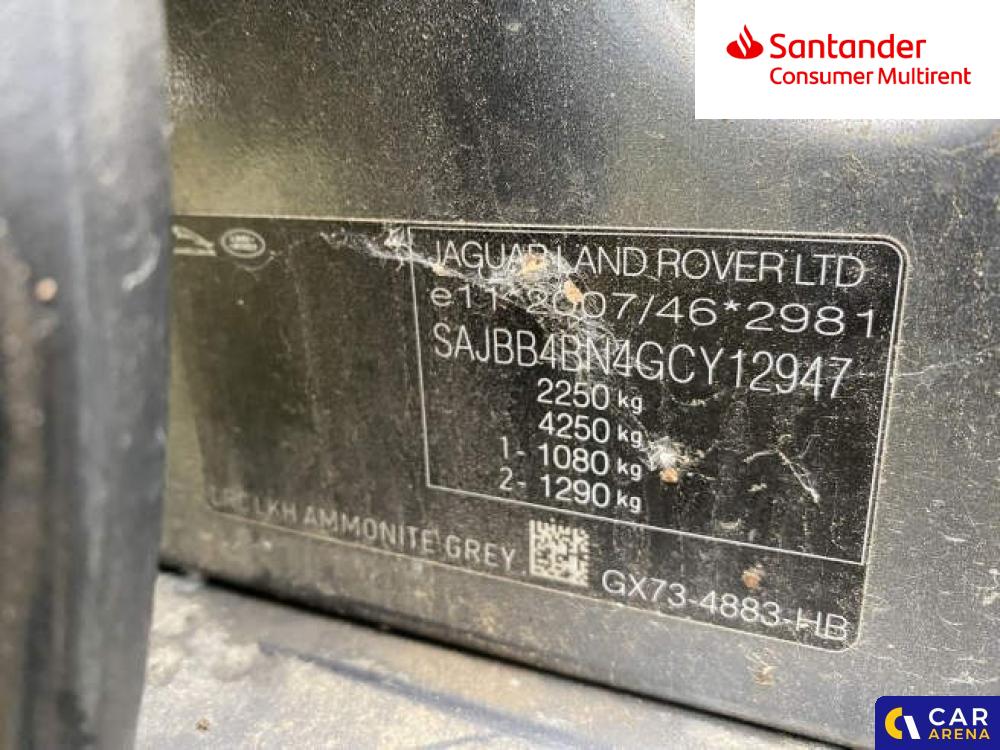 Santander
Consumer Multirent
JAGUAR LAND ROVER LTD
e11*2007/46*2981
SAJBB4BN4GCY12947
2250 kg
4250 kg
1- 1080 kg
2- 1290 kg
LKH AMMONITE GREY
GX73-4883-HB
CAR
ARENA